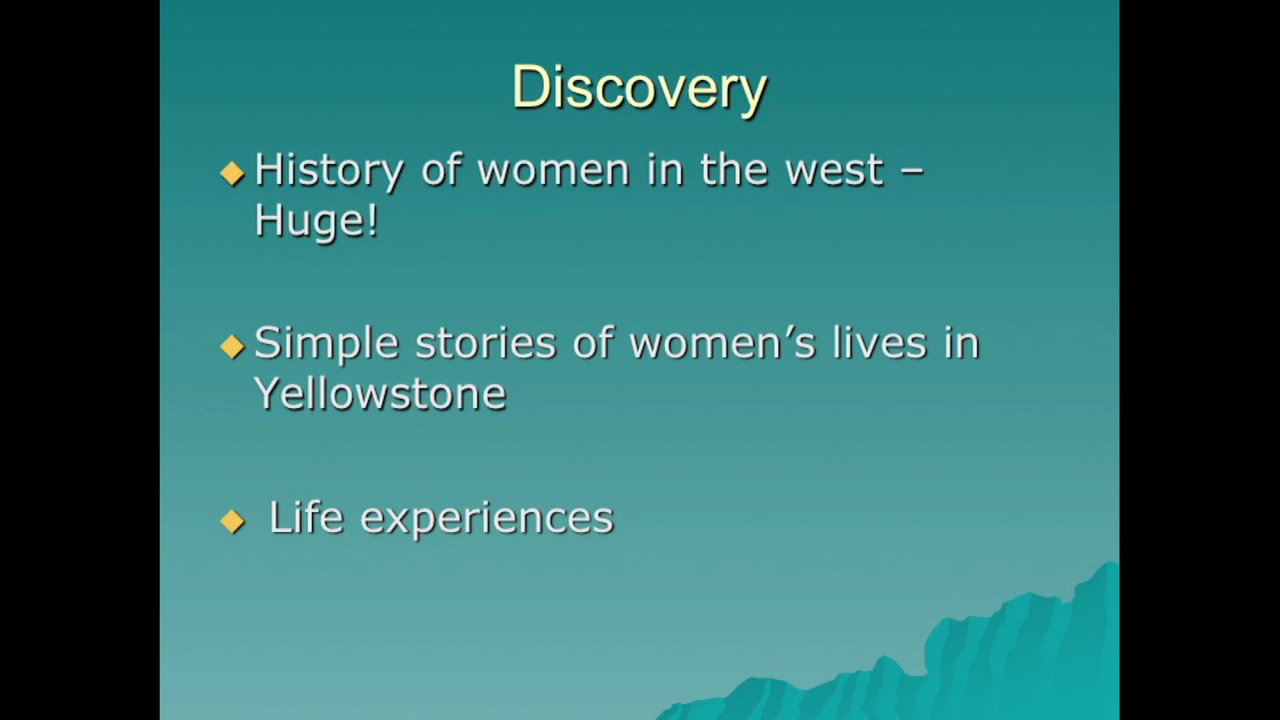 Discovery
History of women in the west –
Huge!
Simple stories of women’s lives in
Yellowstone
Life experiences